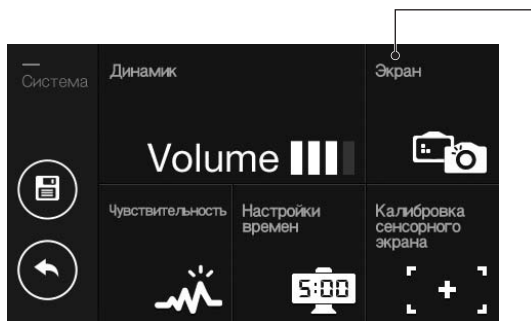 Система
Динамик
Volume
Экран
Чувствительность
Настройки
времен
5:00
Калибровка
сенсорного
экрана